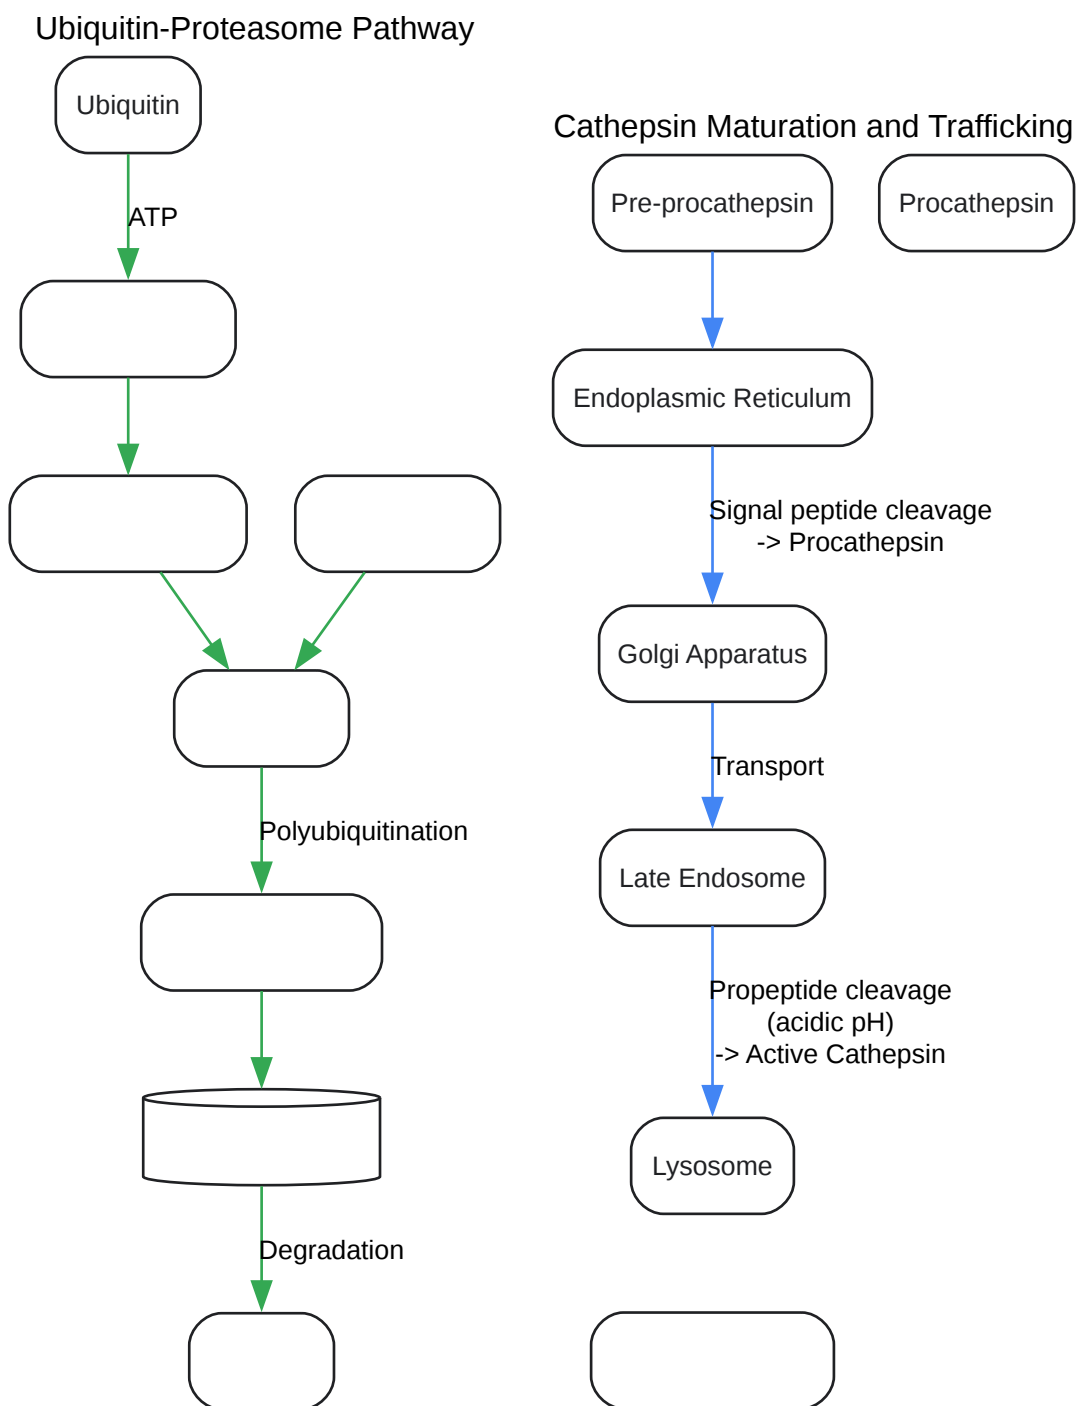 Ubiquitin-Proteasome Pathway
Ubiquitin
ATP
Polyubiquitination
Degradation
Cathepsin Maturation and Trafficking
Pre-procathepsin
Procathepsin
Endoplasmic Reticulum
Signal peptide cleavage
-> Procathepsin
Golgi Apparatus
Transport
Late Endosome
Propeptide cleavage
(acidic pH)
-> Active Cathepsin
Lysosome